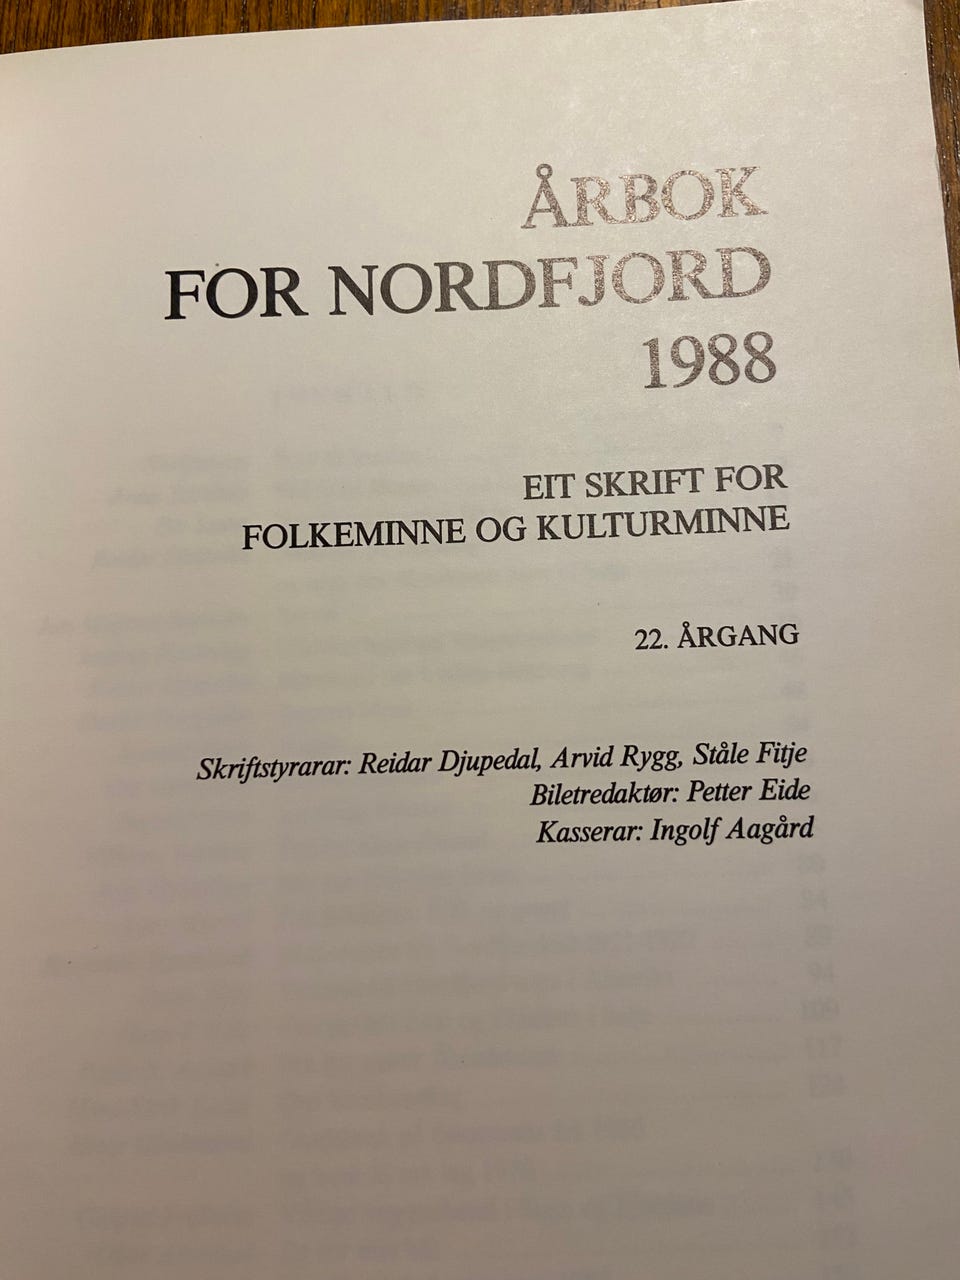 ÅRBOK
FOR NORDFJORD
1988
EIT SKRIFT FOR
FOLKEMINNE OG KULTURMINNE
22. ÅRGANG
Skriftstyrarar: Reidar Djupedal, Arvid Rygg, Ståle Fitje
Biletredaktør: Petter Eide
Kasserar: Ingolf Aagård